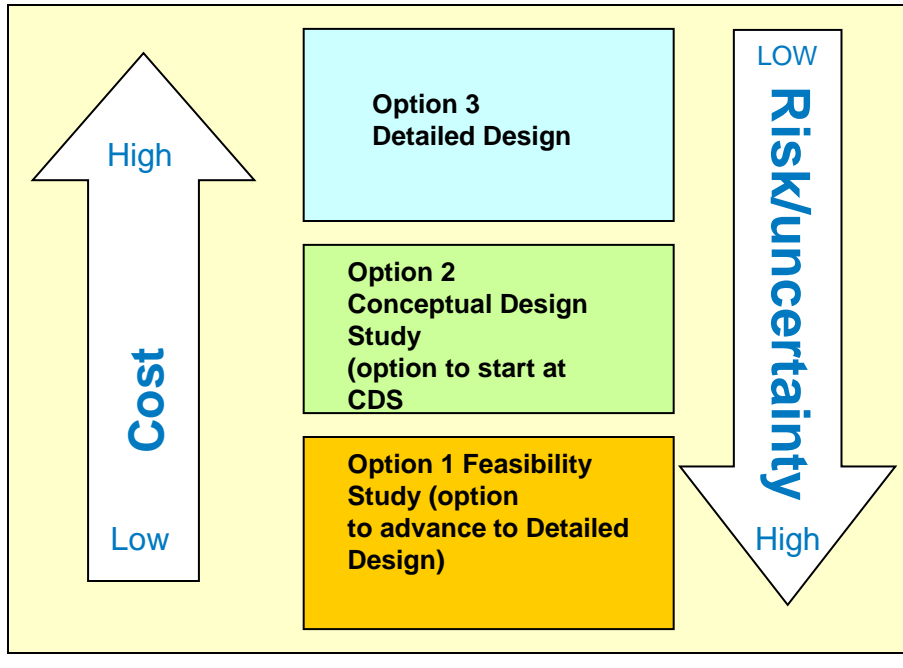 High
Cost
Low
Option 3
Detailed Design
Option 2
Conceptual Design
Study
(option to start at
CDS
Option 1 Feasibility
Study (option
to advance to Detailed
Design)
LOW
Risk/uncertainty
High